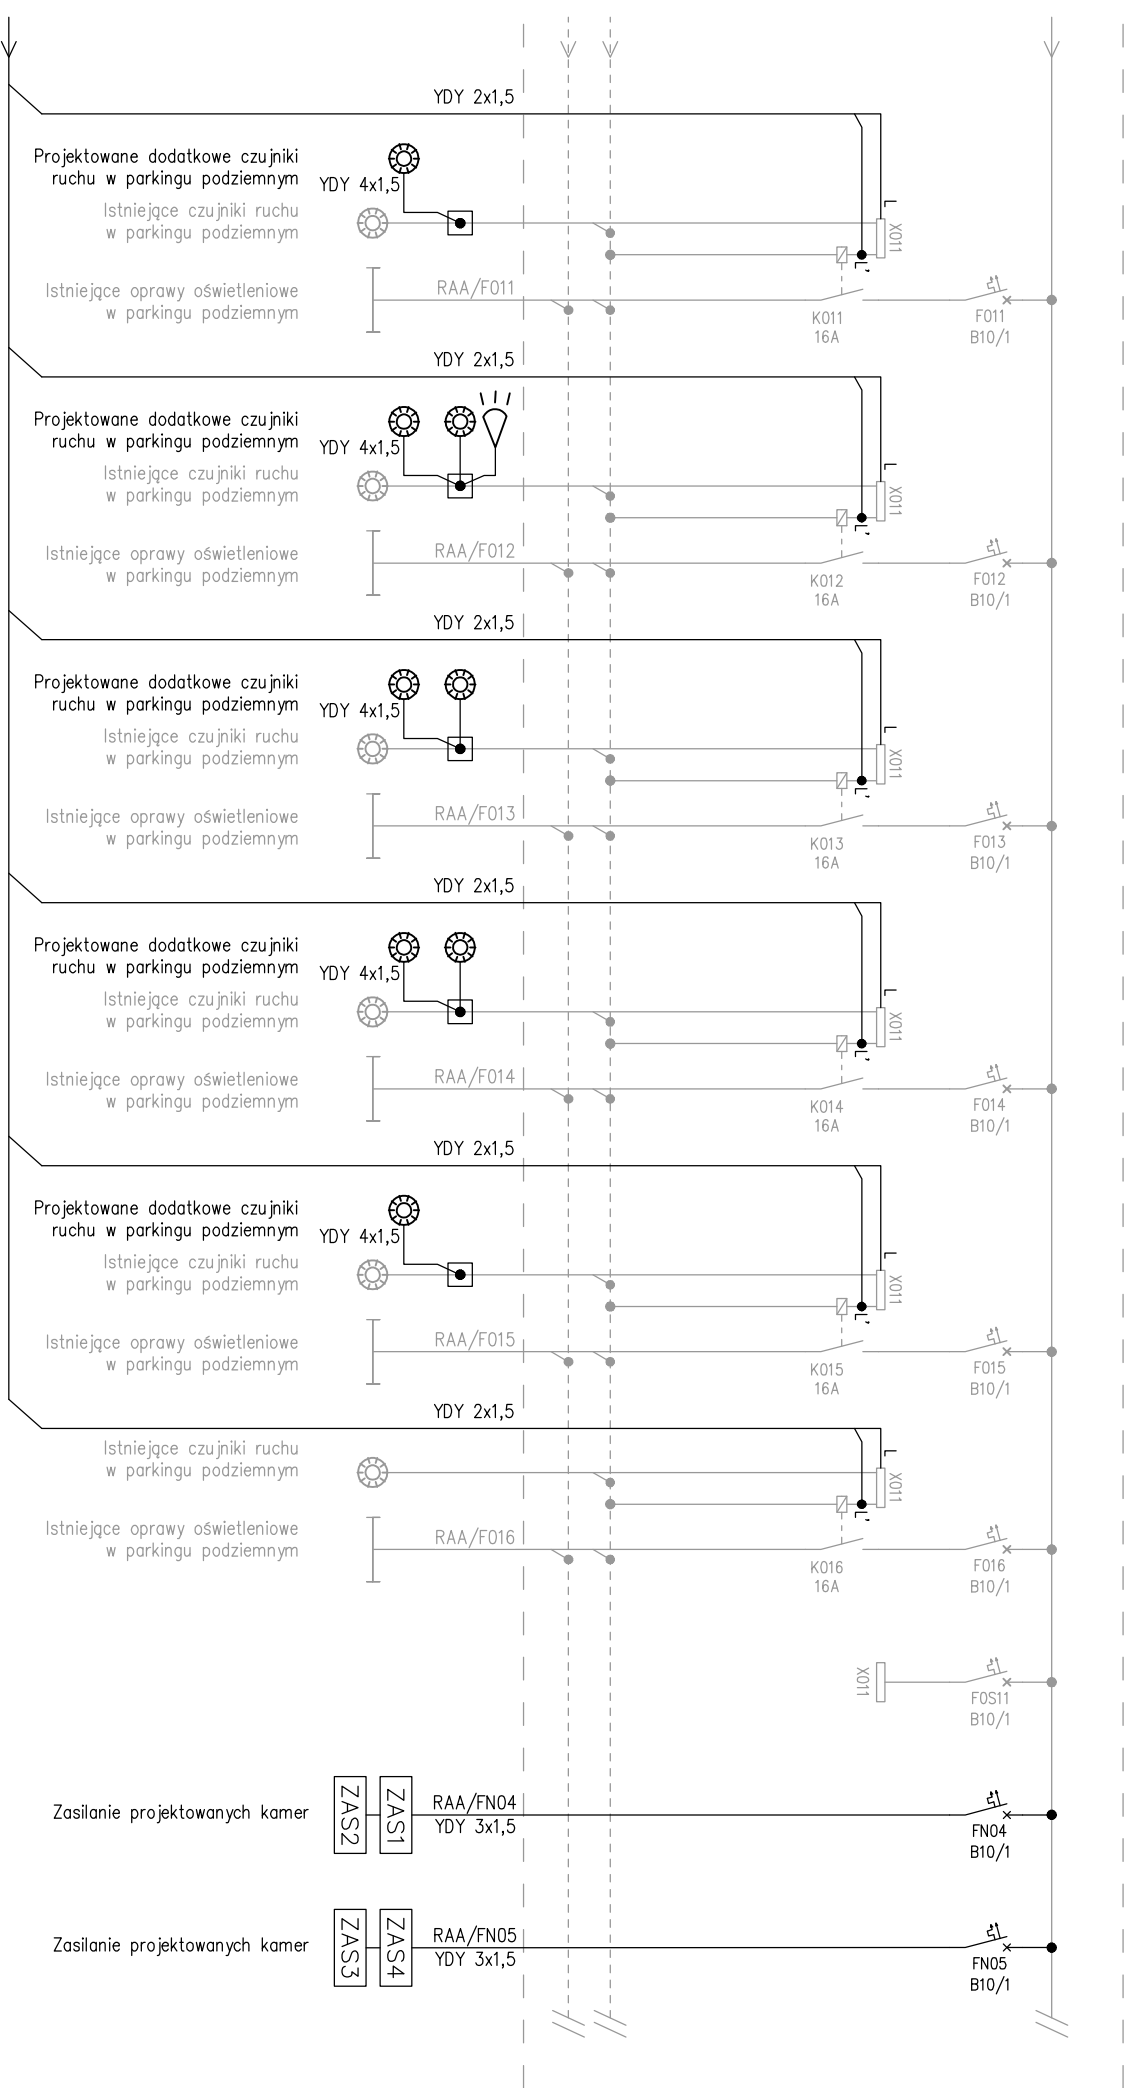 YDY 2x1,5
Projektowane dodatkowe czujniki
ruchu w parkingu podziemnym
YDY 4x1,5
Istniejące czujniki ruchu
w parkingu podziemnym
L
X011
L'
Istniejące oprawy oświetleniowe
w parkingu podziemnym
RAA/F011
K011
16A
F011
B10/1
YDY 2x1,5
Projektowane dodatkowe czujniki
ruchu w parkingu podziemnym
YDY 4x1,5
Istniejące czujniki ruchu
w parkingu podziemnym
L
X011
L'
Istniejące oprawy oświetleniowe
w parkingu podziemnym
RAA/F012
K012
16A
F012
B10/1
YDY 2x1,5
Projektowane dodatkowe czujniki
ruchu w parkingu podziemnym
YDY 4x1,5
Istniejące czujniki ruchu
w parkingu podziemnym
L
X011
L'
Istniejące oprawy oświetleniowe
w parkingu podziemnym
RAA/F013
K013
16A
F013
B10/1
YDY 2x1,5
Projektowane dodatkowe czujniki
ruchu w parkingu podziemnym
YDY 4x1,5
Istniejące czujniki ruchu
w parkingu podziemnym
L
X011
L'
Istniejące oprawy oświetleniowe
w parkingu podziemnym
RAA/F014
K014
16A
F014
B10/1
YDY 2x1,5
Projektowane dodatkowe czujniki
ruchu w parkingu podziemnym
YDY 4x1,5
Istniejące czujniki ruchu
w parkingu podziemnym
L
X011
L'
Istniejące oprawy oświetleniowe
w parkingu podziemnym
RAA/F015
K015
16A
F015
B10/1
YDY 2x1,5
Istniejące czujniki ruchu
w parkingu podziemnym
L
X011
L'
Istniejące oprawy oświetleniowe
w parkingu podziemnym
RAA/F016
K016
16A
F016
B10/1
X011
F0S11
B10/1
Zasilanie projektowanych kamer
ZAS2
ZAS1
RAA/FN04
YDY 3x1,5
FN04
B10/1
Zasilanie projektowanych kamer
ZAS3
ZAS4
RAA/FN05
YDY 3x1,5
FN05
B10/1